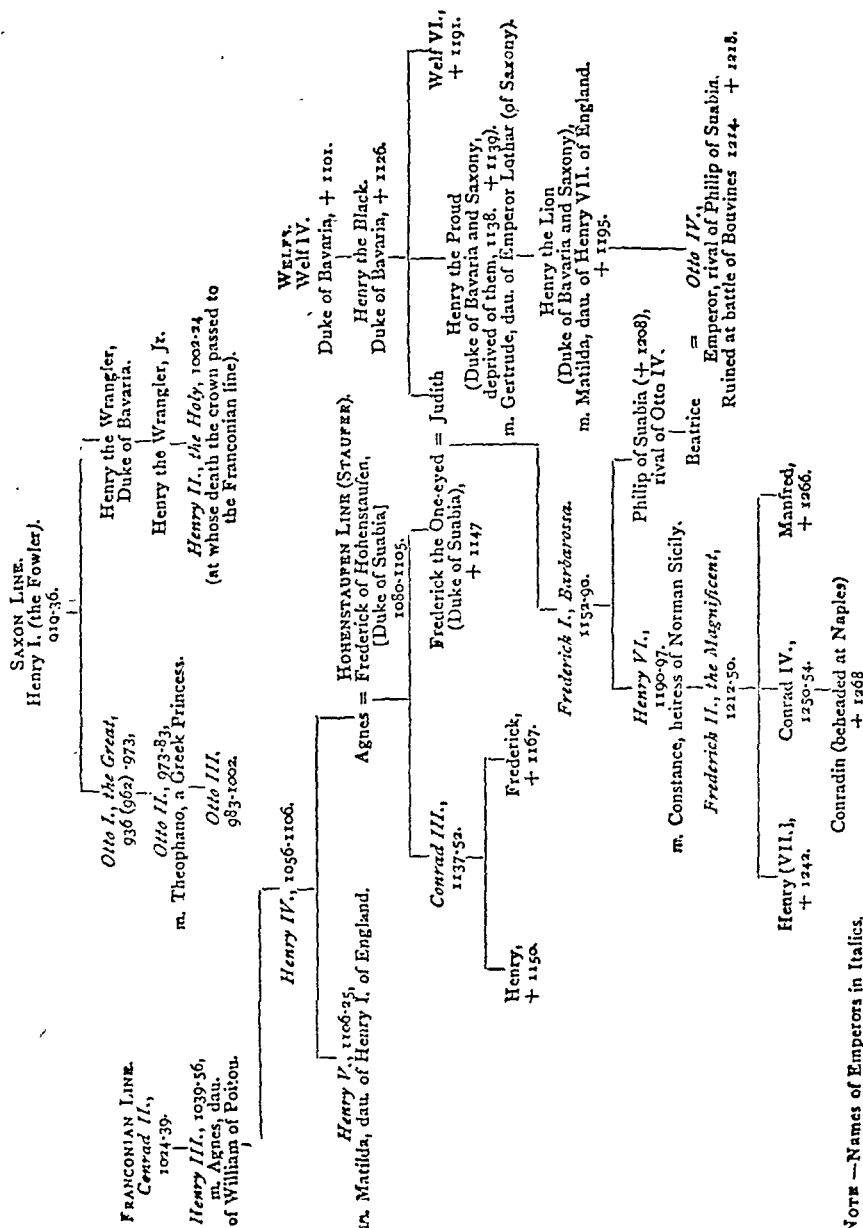 SAXON LINE.
Henry I. (the Fowler).
919-36.
Otto I., the Great,
936 (962) -973,
Otto II., 973-83,
m. Theophano, a Greek Princess.
Otto III.
983-1002.
Henry the Wrangler,
Duke of Bavaria.
Henry the Wrangler, Jr.
Henry II., the Holy, 1002-24
(at whose death the crown passed to
the Franconian line).
FRANCONIAN LINE.
Conrad II.,
1024-39.
Henry III., 1039-56,
m. Agnes, dau.
of William of Poitou.
Henry IV., 1056-1106.
Henry V., 1106-25,
m. Matilda, dau. of Henry I. of England.
HOHENSTAUFEN LINE (STAUFER).
Agnes = Frederick of Hohenstaufen,
[Duke of Suabia]
1080-1105.
Conrad III.,
1137-52.
Henry,
+ 1150.
Frederick,
+ 1167.
Frederick the One-eyed = Judith
(Duke of Suabia),
+ 1147
WELFS.
Welf IV.
Duke of Bavaria, + 1101.
Henry the Black.
Duke of Bavaria, + 1126.
Welf VI.,
+ 1191.
Henry the Proud
(Duke of Bavaria and Saxony,
deprived of them, 1138. + 1139).
m. Gertrude, dau. of Emperor Lothar (of Saxony).
Henry the Lion
(Duke of Bavaria and Saxony),
m. Matilda, dau. of Henry VII. of England.
+ 1195.
Frederick I., Barbarossa.
1152-90.
Henry VI.,
1190-97.
m. Constance, heiress of Norman Sicily.
Philip of Suabia (+ 1208),
rival of Otto IV.
Beatrice = Otto IV.,
Emperor, rival of Philip of Suabia.
Ruined at battle of Bouvines 1214. + 1218.
Frederick II., the Magnificent,
1212-50.
Henry [VII.],
+ 1242.
Conrad IV.,
1250-54.
Manfred,
+ 1266.
Conradin (beheaded at Naples)
+ 1268
NOTE —Names of Emperors in Italics.